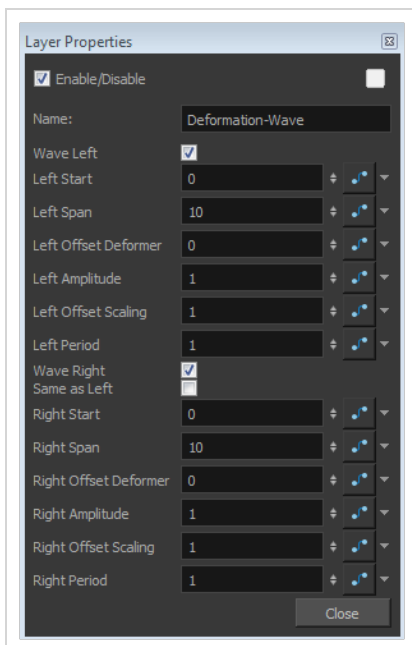 Layer Properties
Enable/Disable
Name: Deformation-Wave
Wave Left
Left Start 0
Left Span 10
Left Offset Deformer 0
Left Amplitude 1
Left Offset Scaling 1
Left Period 1
Wave Right
Same as Left
Right Start 0
Right Span 10
Right Offset Deformer 0
Right Amplitude 1
Right Offset Scaling 1
Right Period 1
Close